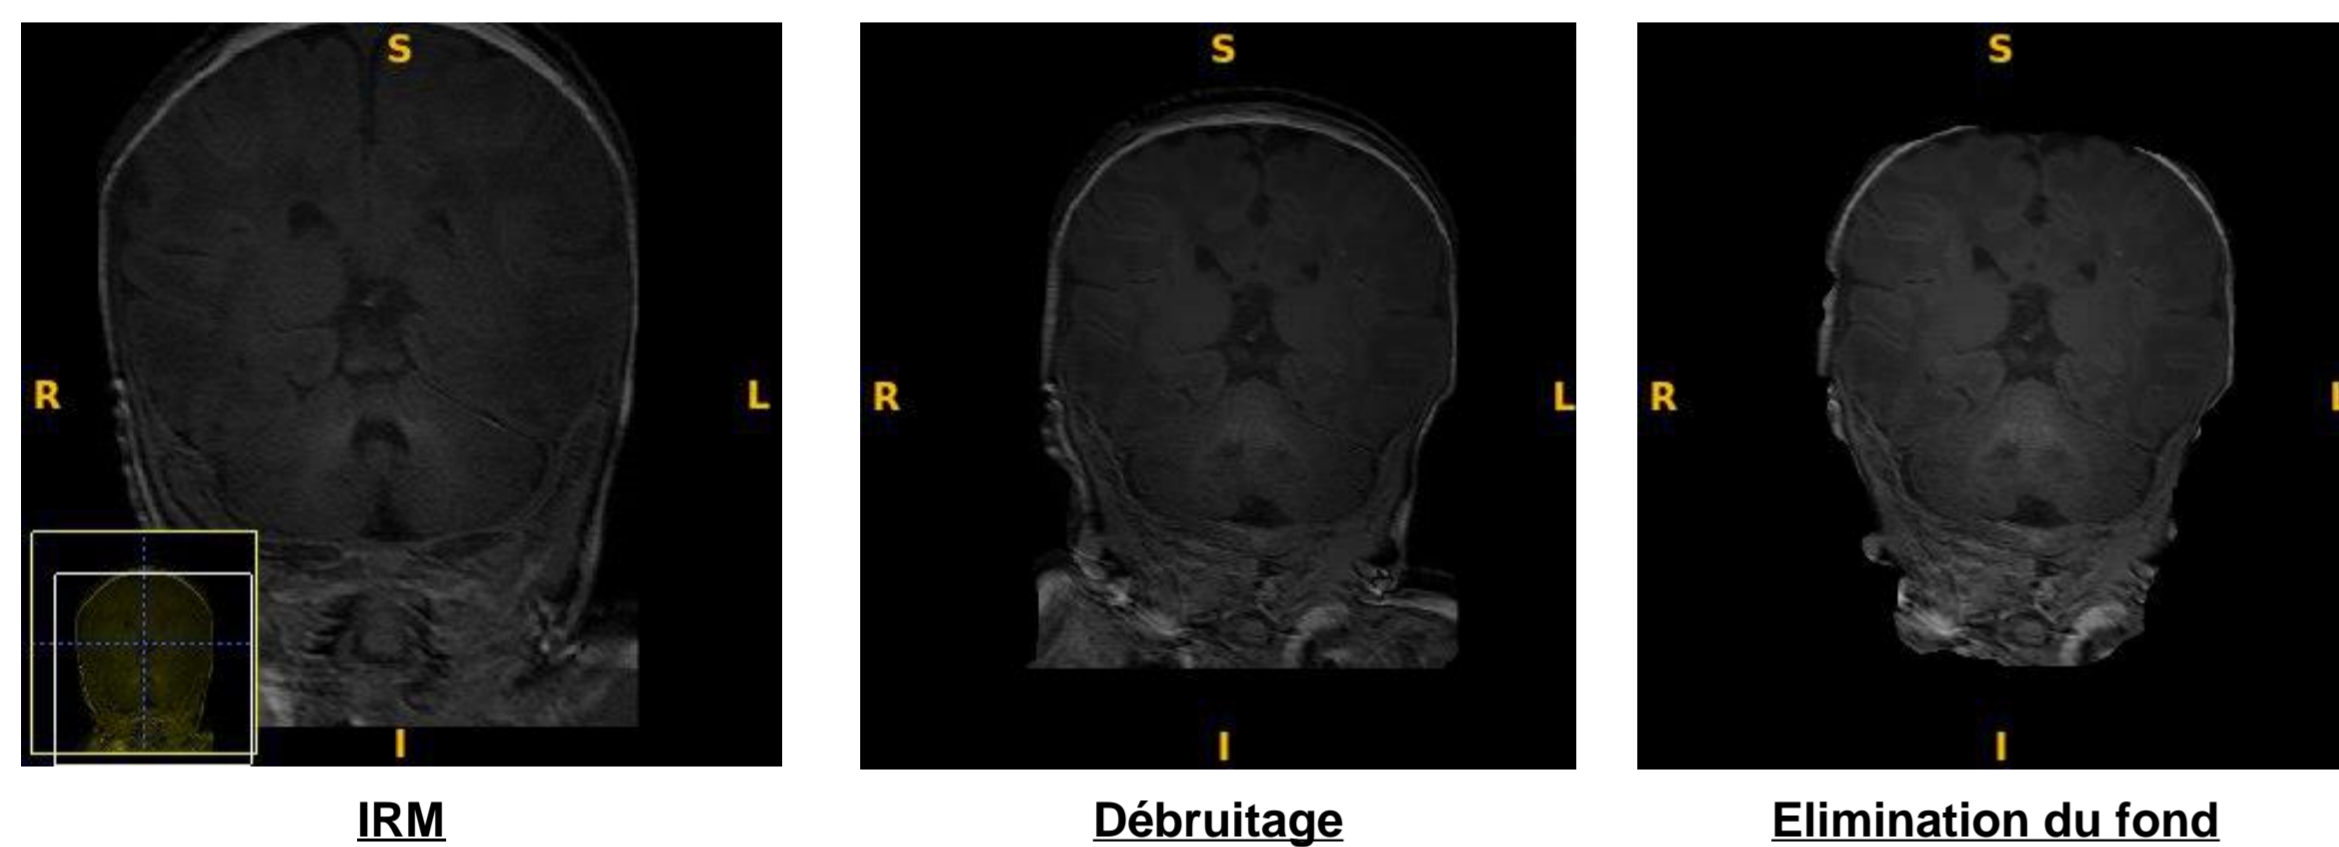 S
R
L
I
S
R
L
I
S
R
I
IRM
Débruitage
Elimination du fond